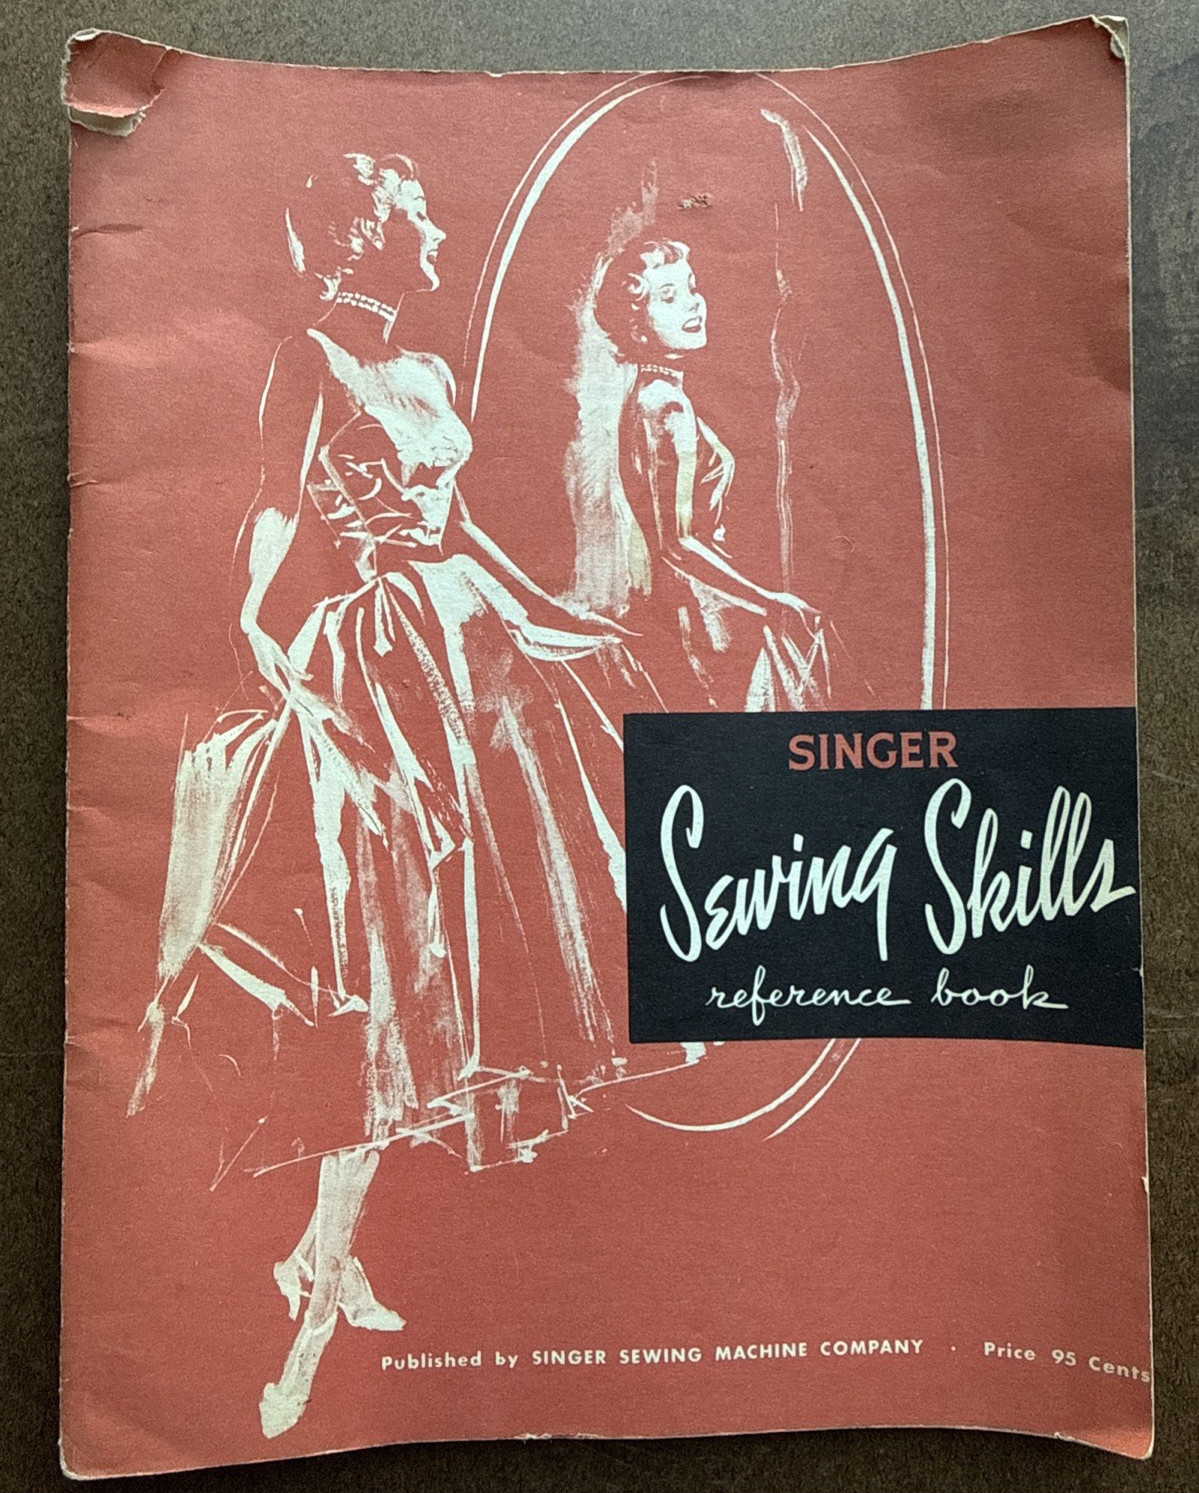 SINGER
Sewing Skills
reference book
Published by SINGER SEWING MACHINE COMPANY · Price 95 Cents